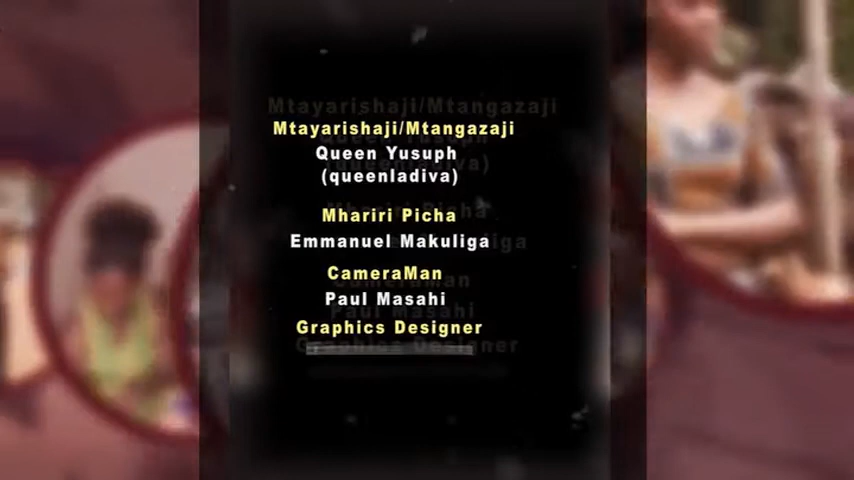 Mtayarishaji/Mtangazaji
Queen Yusuph
(queenladiva)
Mhariri Picha
Emmanuel Makuliga
CameraMan
Paul Masahi
Graphics Designer